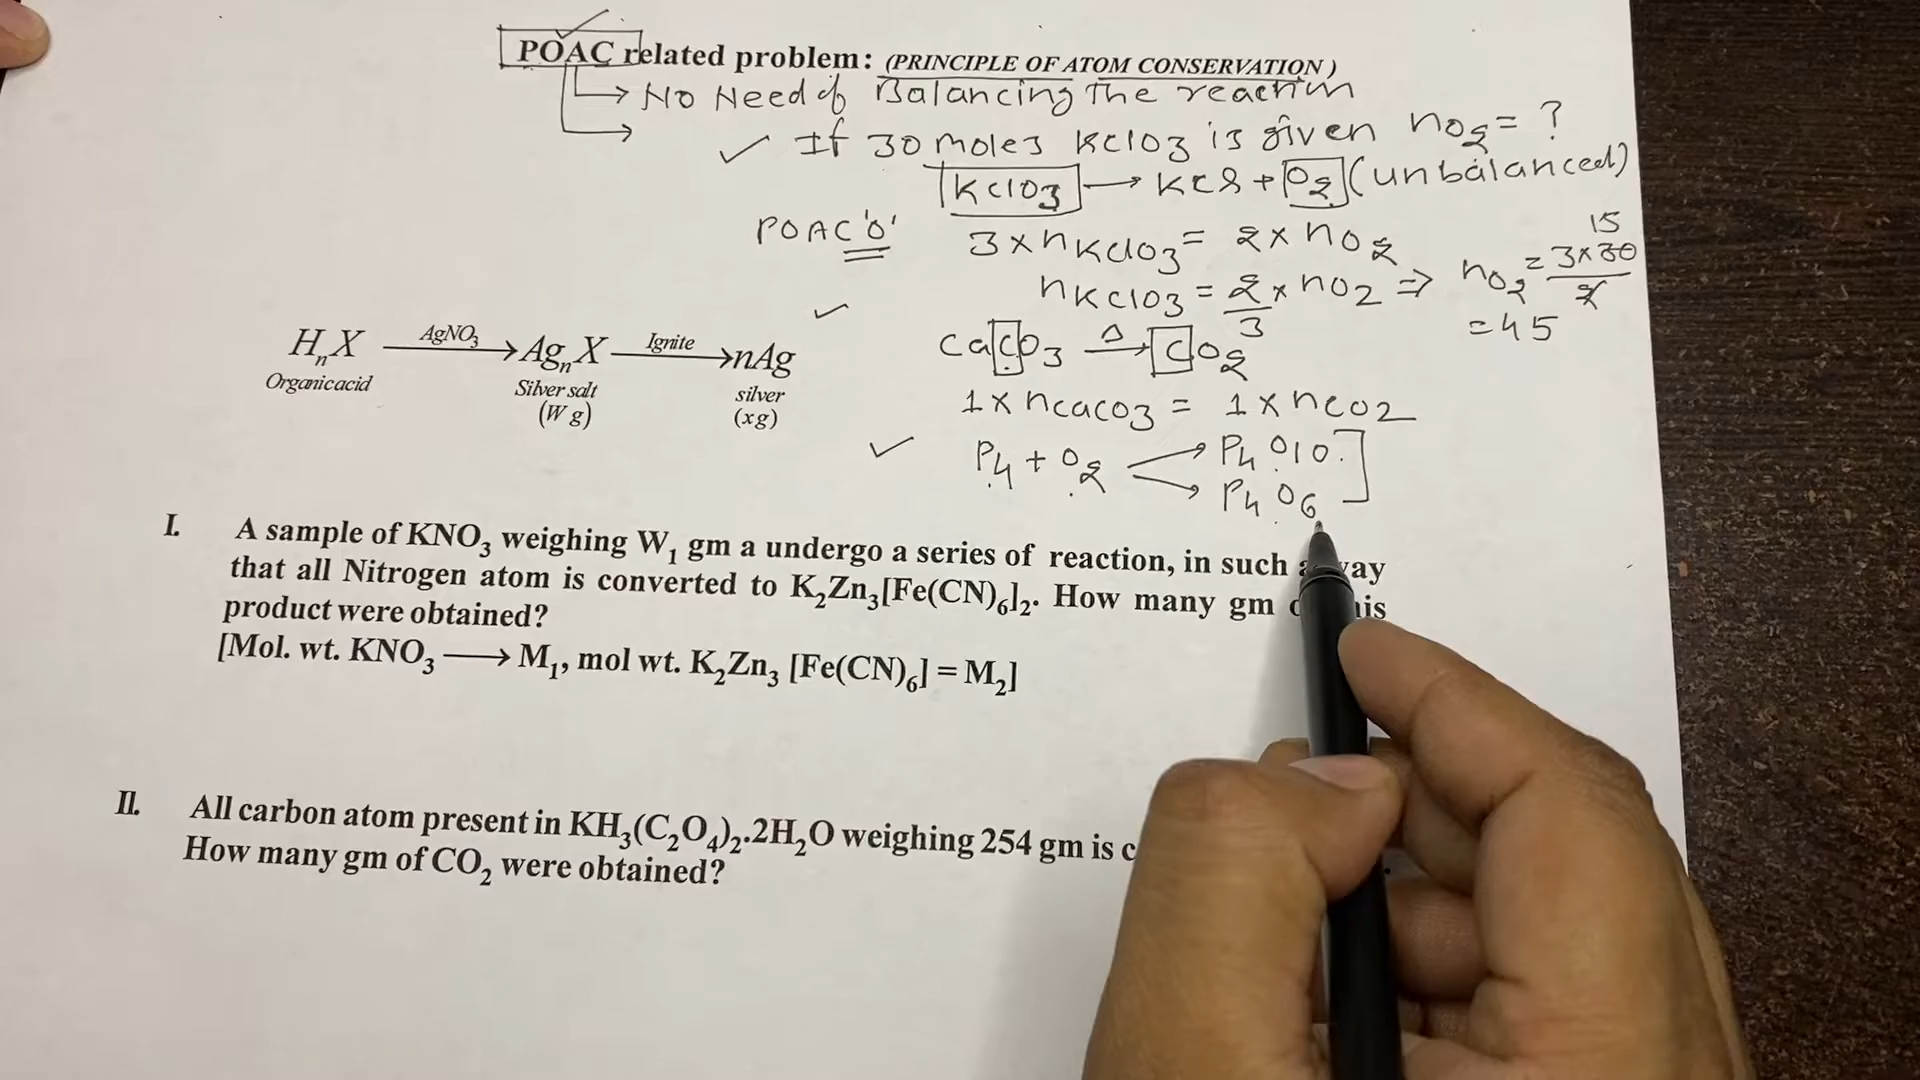 POAC related problem: (PRINCIPLE OF ATOM CONSERVATION)
No Need of Balancing The reaction
If 30 moles KClO3 is given nO2 = ?
KClO3 → KCl + O2 (unbalanced)
POAC 'O' 3 × nKClO3 = 2 × nO2
nKClO3 = 2/3 × nO2 ⇒ nO2 = 3×30/2 15
= 45
HnX —AgNO3→ AgnX —Ignite→ nAg
Organic acid Silver salt silver
(W g) (xg)
CaCO3 —Δ→ CO2
1 × nCaCO3 = 1 × nCO2
P4 + O2 → P4O10
P4O6
I. A sample of KNO3 weighing W1 gm a undergo a series of reaction, in such way
that all Nitrogen atom is converted to K2Zn3[Fe(CN)6]2. How many gm
product were obtained?
[Mol. wt. KNO3 ⟶ M1, mol wt. K2Zn3 [Fe(CN)6] = M2]
II. All carbon atom present in KH3(C2O4)2.2H2O weighing 254 gm is
How many gm of CO2 were obtained?